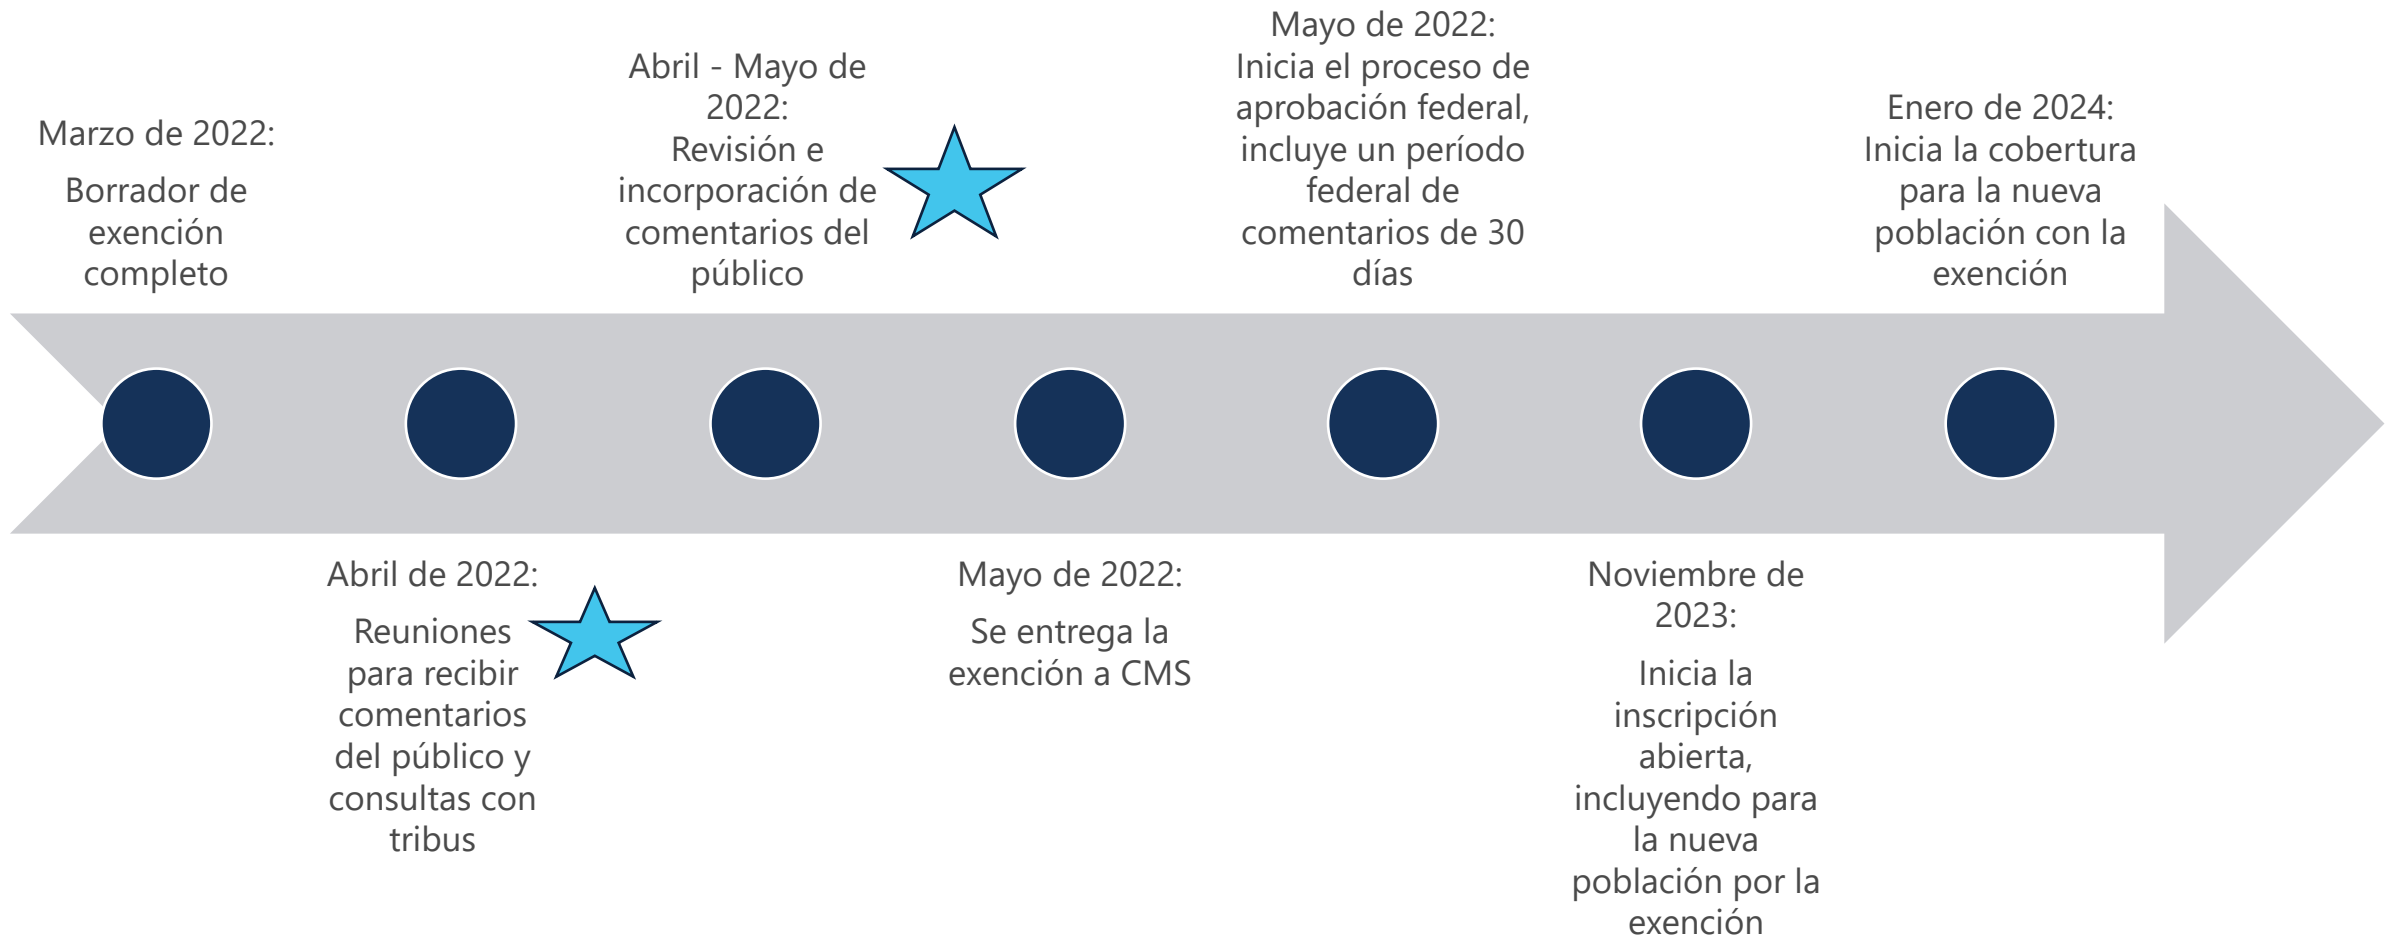 Marzo de 2022:
Borrador de
exención
completo
Abril de 2022:
Reuniones
para recibir
comentarios
del público y
consultas con
tribus
Abril - Mayo de
2022:
Revisión e
incorporación de
comentarios del
público
Mayo de 2022:
Se entrega la
exención a CMS
Mayo de 2022:
Inicia el proceso de
aprobación federal,
incluye un período
federal de
comentarios de 30
días
Noviembre de
2023:
Inicia la
inscripción
abierta,
incluyendo para
la nueva
población por la
exención
Enero de 2024:
Inicia la cobertura
para la nueva
población con la
exención